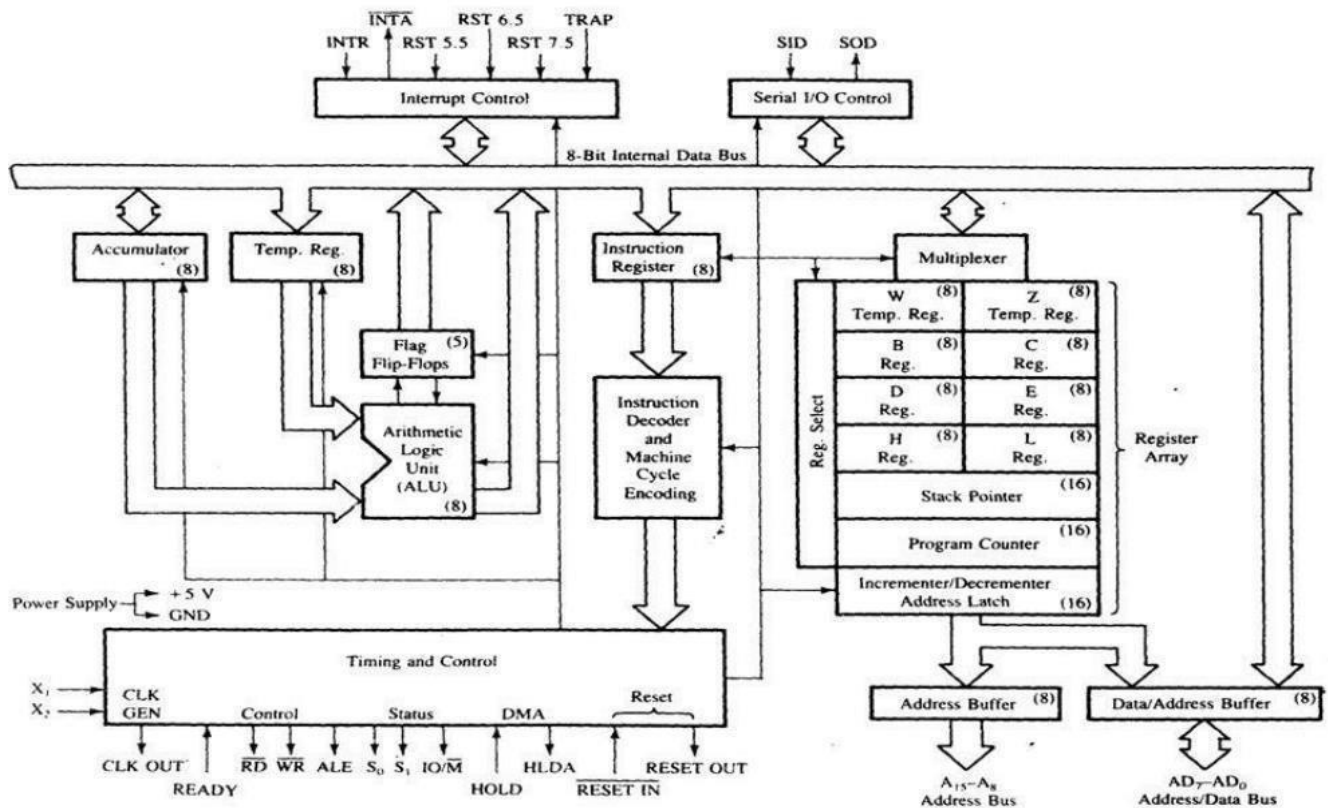 INTR
INTA
RST 5.5
RST 6.5
RST 7.5
TRAP
SID
SOD
Interrupt Control
Serial I/O Control
8-Bit Internal Data Bus
Accumulator
(8)
Temp. Reg.
(8)
Instruction
Register
(8)
Multiplexer
Flag
(5)
Flip-Flops
Arithmetic
Logic
Unit
(ALU)
(8)
Instruction
Decoder
and
Machine
Cycle
Encoding
Reg. Select
W (8)
Temp. Reg.
Z (8)
Temp. Reg.
B (8)
Reg.
C (8)
Reg.
D (8)
Reg.
E (8)
Reg.
H (8)
Reg.
L (8)
Reg.
Stack Pointer (16)
Program Counter (16)
Incrementer/Decrementer
Address Latch (16)
Register
Array
Power Supply
+5 V
GND
Timing and Control
X₁
X₂
CLK
GEN
Control
Status
DMA
Reset
CLK OUT
READY
RD
WR
ALE
S₀
S₁
IO/M
HOLD
HLDA
RESET IN
RESET OUT
Address Buffer (8)
Data/Address Buffer (8)
A₁₅–A₈
Address Bus
AD₇–AD₀
Address/Data Bus